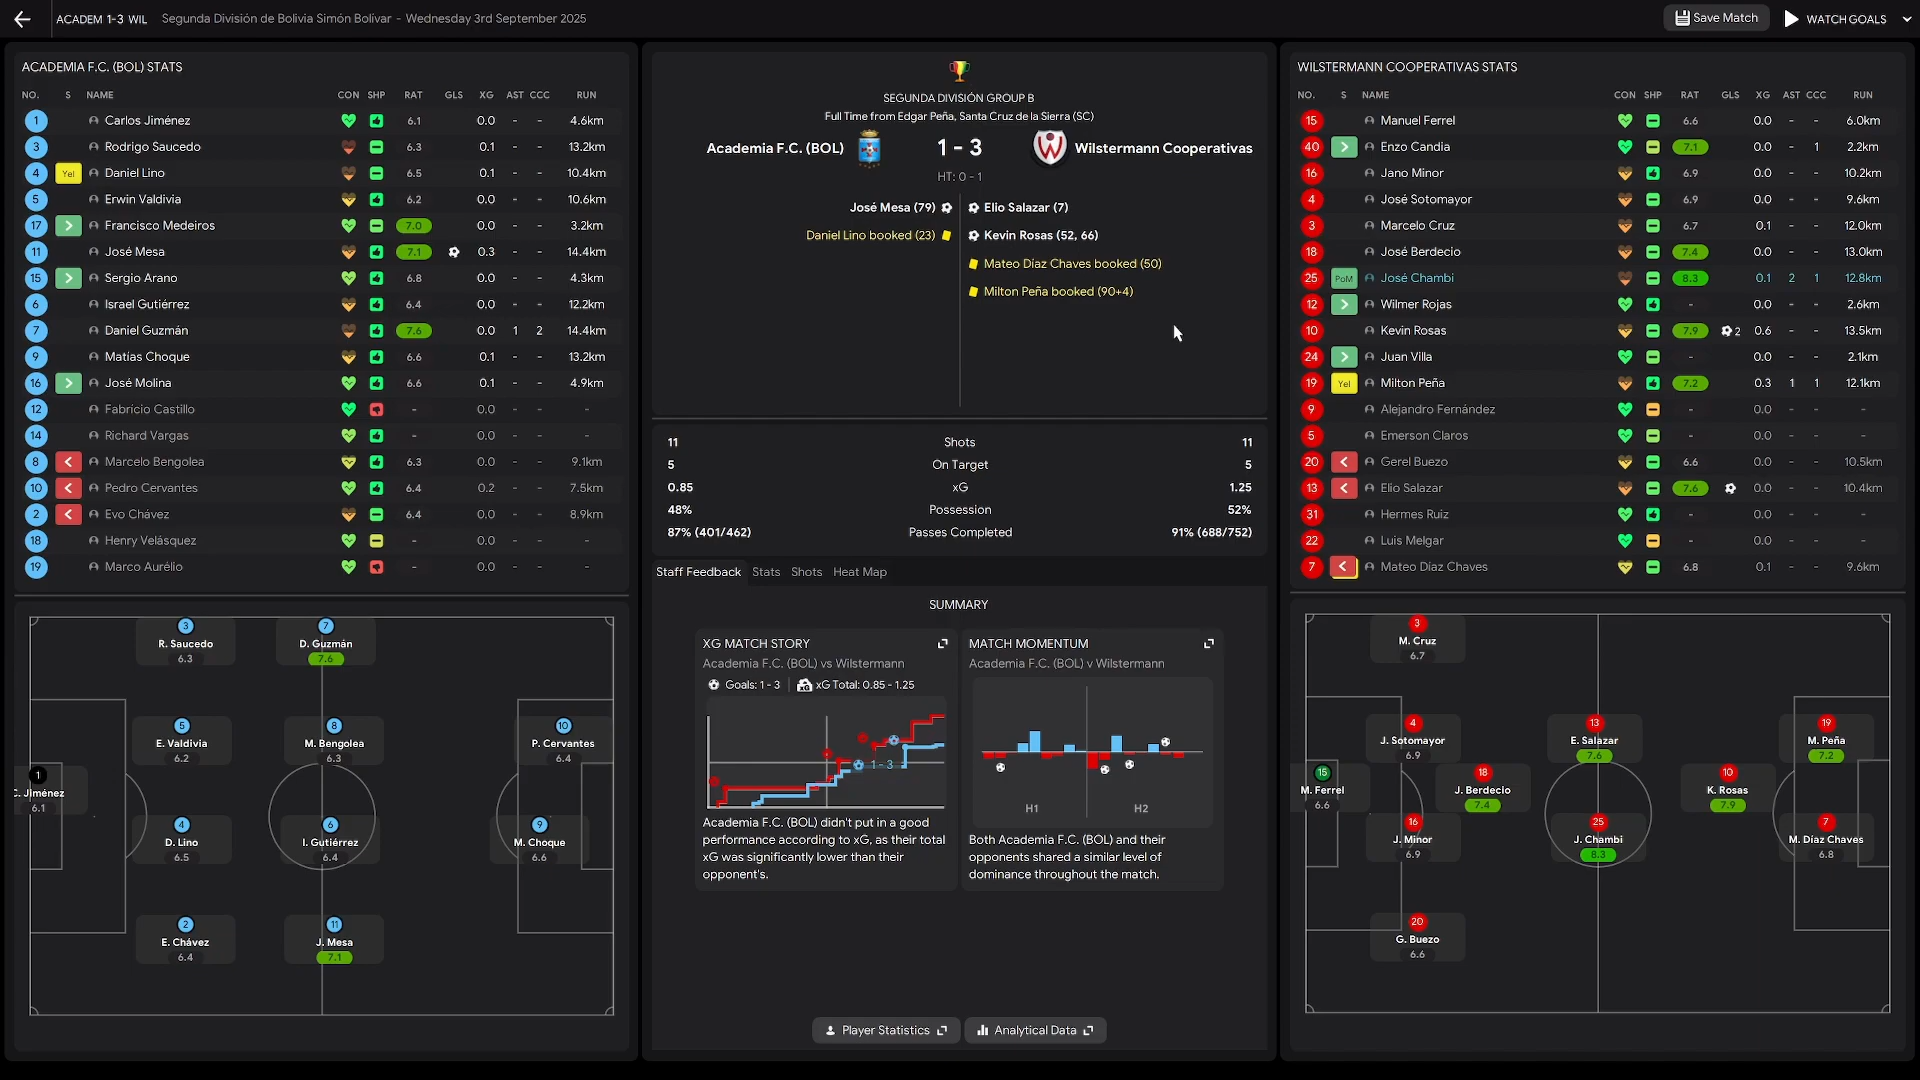 ACADEM 1-3 WIL Segunda División de Bolivia Simón Bolívar - Wednesday 3rd September 2025
Save Match WATCH GOALS
ACADEMIA F.C. (BOL) STATS
NO. S NAME CON SHP RAT GLS XG AST CCC RUN
1 Carlos Jiménez 6.1 0.0 - - 4.6km
3 Rodrigo Saucedo 6.3 0.1 - - 13.2km
4 Yel Daniel Lino 6.5 0.1 - - 10.4km
5 Erwin Valdivia 6.2 0.0 - - 10.6km
17 Francisco Medeiros 7.0 0.0 - - 3.2km
11 José Mesa 7.1 0.3 - - 14.4km
15 Sergio Arano 6.8 0.0 - - 4.3km
6 Israel Gutiérrez 6.4 0.0 - - 12.2km
7 Daniel Guzmán 7.6 0.0 1 2 14.4km
9 Matías Choque 6.6 0.1 - - 13.2km
16 José Molina 6.6 0.1 - - 4.9km
12 Fabrício Castillo - 0.0 - - -
14 Richard Vargas - 0.0 - - -
8 Marcelo Bengolea 6.3 0.0 - - 9.1km
10 Pedro Cervantes 6.4 0.2 - - 7.5km
2 Evo Chávez 6.4 0.0 - - 8.9km
18 Henry Velásquez - 0.0 - - -
19 Marco Aurélio - 0.0 - - -
3
R. Saucedo
6.3
7
D. Guzmán
7.6
5
E. Valdivia
6.2
8
M. Bengolea
6.3
10
P. Cervantes
6.4
1
C. Jiménez
6.1
4
D. Lino
6.5
6
I. Gutiérrez
6.4
9
M. Choque
6.6
2
E. Chávez
6.4
11
J. Mesa
7.1
SEGUNDA DIVISIÓN GROUP B
Full Time from Edgar Peña, Santa Cruz de la Sierra (SC)
Academia F.C. (BOL) 1 - 3 Wilstermann Cooperativas
HT: 0 - 1
José Mesa (79) Elio Salazar (7)
Daniel Lino booked (23) Kevin Rosas (52, 66)
Mateo Díaz Chaves booked (50)
Milton Peña booked (90+4)
11 Shots 11
5 On Target 5
0.85 xG 1.25
48% Possession 52%
87% (401/462) Passes Completed 91% (688/752)
Staff Feedback Stats Shots Heat Map
SUMMARY
XG MATCH STORY
Academia F.C. (BOL) vs Wilstermann
Goals: 1 - 3 xG Total: 0.85 - 1.25
1 - 3
Academia F.C. (BOL) didn't put in a good
performance according to xG, as their total
xG was significantly lower than their
opponent's.
MATCH MOMENTUM
Academia F.C. (BOL) v Wilstermann
H1 H2
Both Academia F.C. (BOL) and their
opponents shared a similar level of
dominance throughout the match.
Player Statistics Analytical Data
WILSTERMANN COOPERATIVAS STATS
NO. S NAME CON SHP RAT GLS XG AST CCC RUN
15 Manuel Ferrel 6.6 0.0 - - 6.0km
40 Enzo Candia 7.1 0.0 - 1 2.2km
16 Jano Minor 6.9 0.0 - - 10.2km
4 José Sotomayor 6.9 0.0 - - 9.6km
3 Marcelo Cruz 6.7 0.1 - - 12.0km
18 José Berdecio 7.4 0.0 - - 13.0km
25 PoM José Chambi 8.3 0.1 2 1 12.8km
12 Wilmer Rojas - 0.0 - - 2.6km
10 Kevin Rosas 7.9 2 0.6 - - 13.5km
24 Juan Villa - 0.0 - - 2.1km
19 Yel Milton Peña 7.2 0.3 1 1 12.1km
9 Alejandro Fernández - 0.0 - - -
5 Emerson Claros - 0.0 - - -
20 Gerel Buezo 6.6 0.0 - - 10.5km
13 Elio Salazar 7.6 0.0 - - 10.4km
31 Hermes Ruiz - 0.0 - - -
22 Luis Melgar - 0.0 - - -
7 Mateo Díaz Chaves 6.8 0.1 - - 9.6km
3
M. Cruz
6.7
4
J. Sotomayor
6.9
13
E. Salazar
7.6
19
M. Peña
7.2
15
M. Ferrel
6.6
18
J. Berdecio
7.4
10
K. Rosas
7.9
16
J. Minor
6.9
25
J. Chambi
8.3
7
M. Díaz Chaves
6.8
20
G. Buezo
6.6